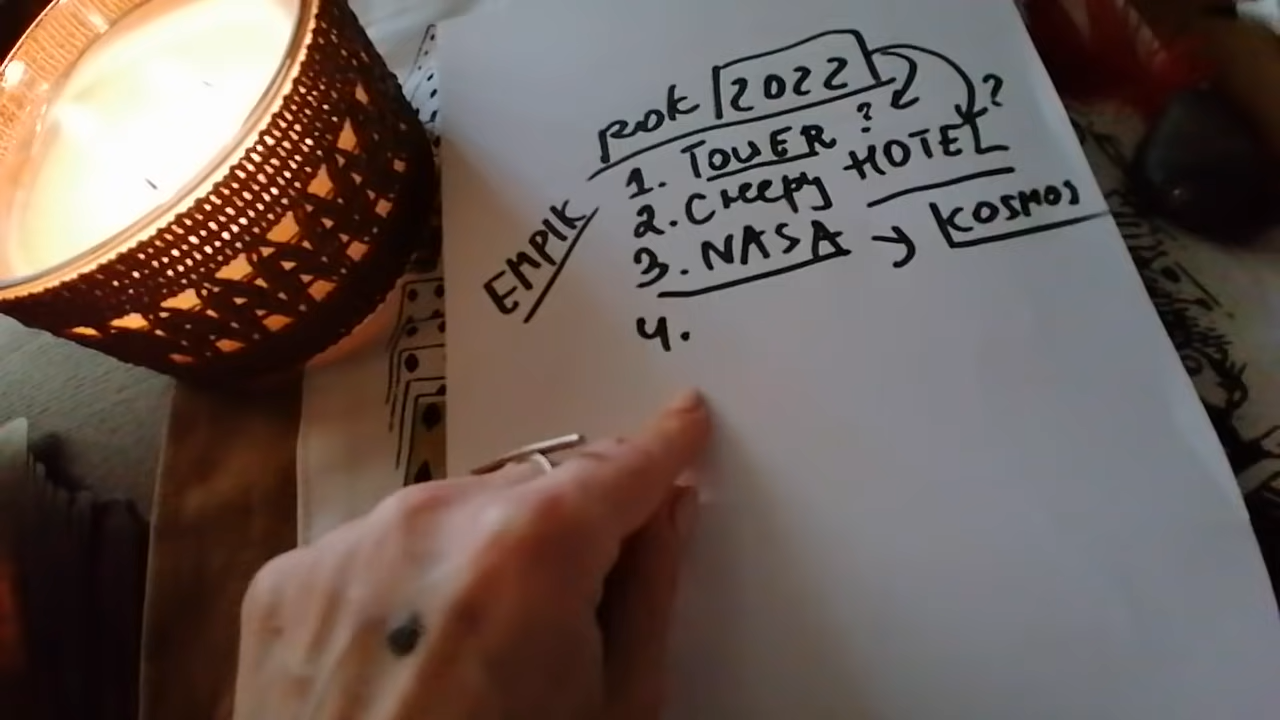 ROK 2022
1. TOWER ? ?
2. Creepy HOTEL
3. NASA → KOSMOS
4.
EMPIK